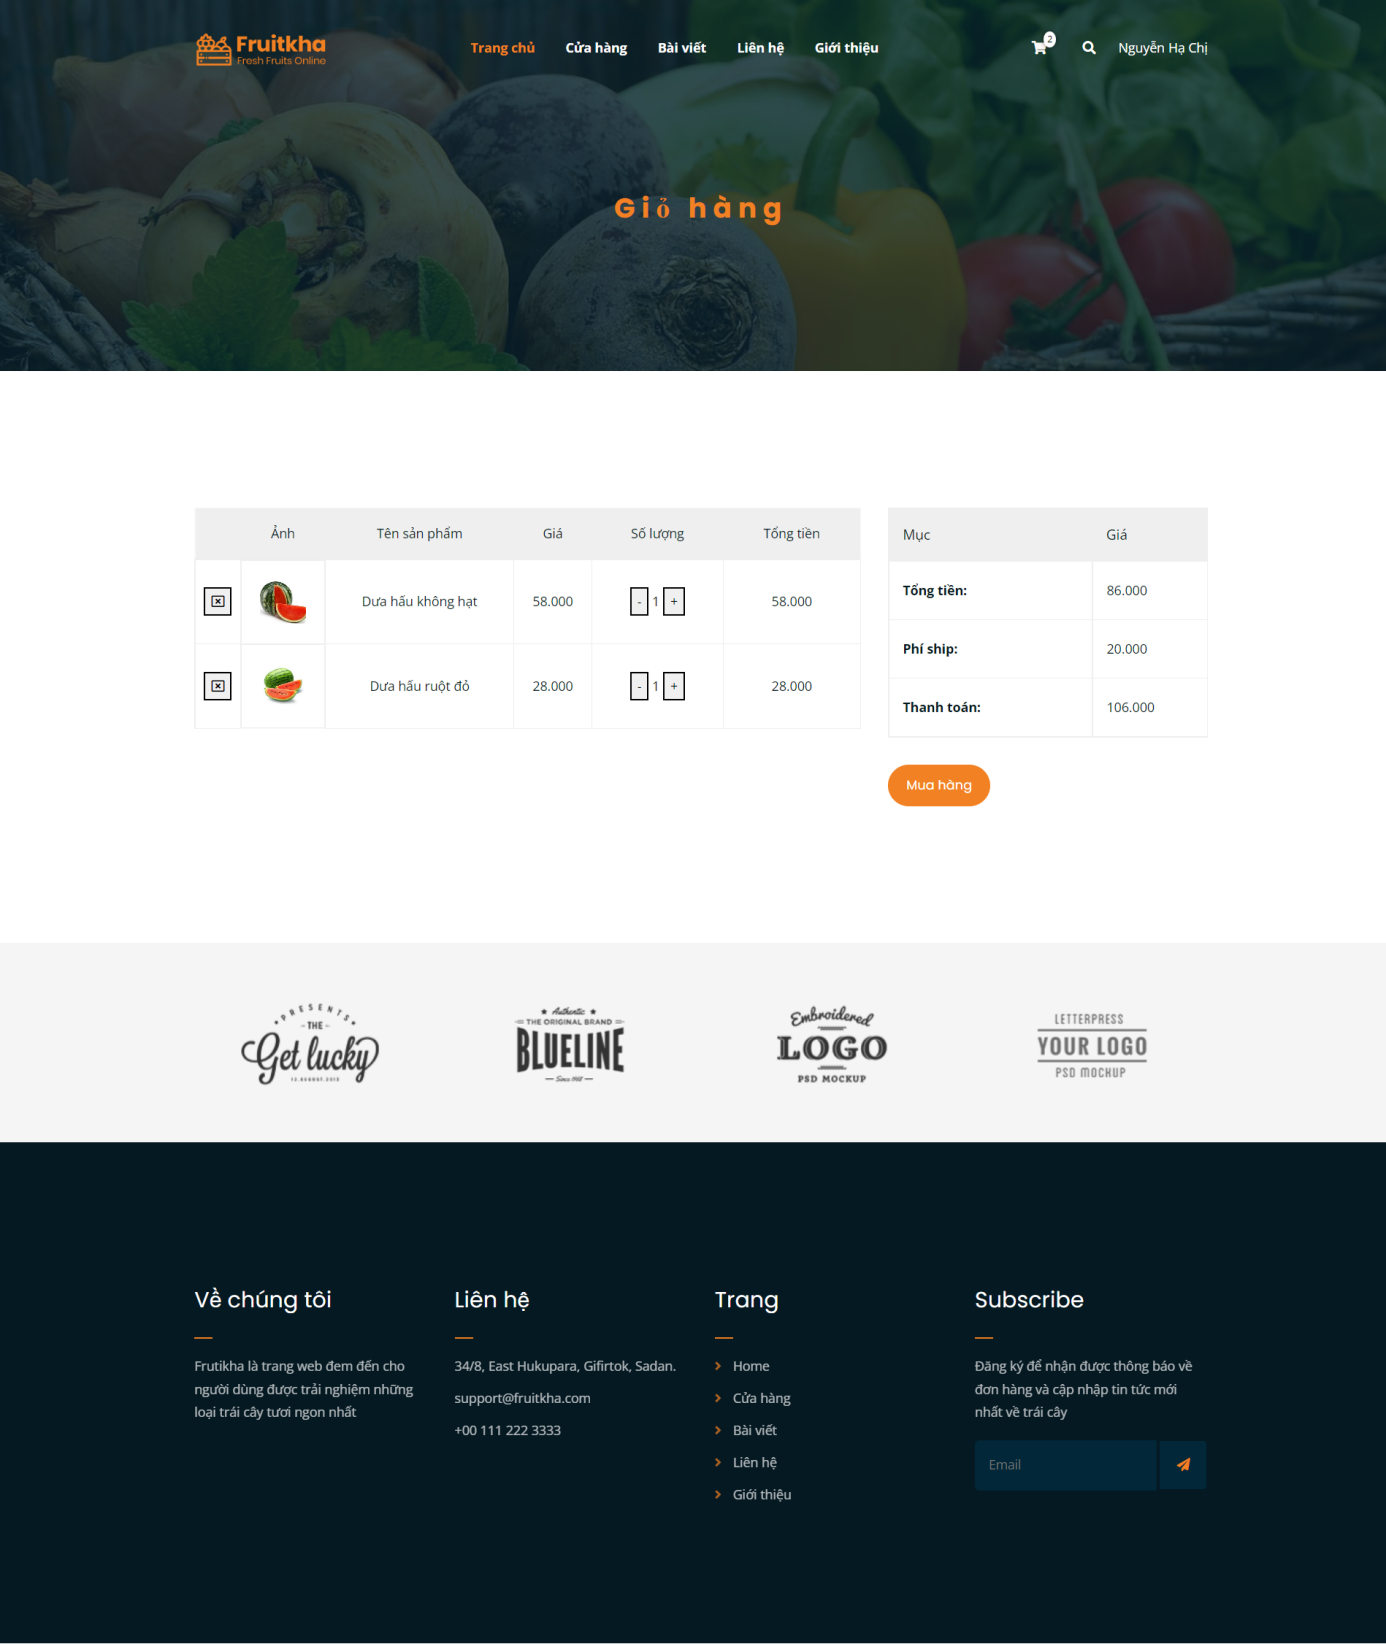 Fruitkha
Fresh Fruits Online
Trang chủ Cửa hàng Bài viết Liên hệ Giới thiệu
2
Nguyễn Hạ Chị
Giỏ hàng
Ảnh Tên sản phẩm Giá Số lượng Tổng tiền
Dưa hấu không hạt 58.000 - 1 + 58.000
Dưa hấu ruột đỏ 28.000 - 1 + 28.000
Mục Giá
Tổng tiền: 86.000
Phí ship: 20.000
Thanh toán: 106.000
Mua hàng
PRESENTS
- THE -
Get lucky
Authentic
THE ORIGINAL BRAND
BLUELINE
Embroidered
LOGO
PSD MOCKUP
LETTERPRESS
YOUR LOGO
PSD MOCKUP
Về chúng tôi
Frutikha là trang web đem đến cho
người dùng được trải nghiệm những
loại trái cây tươi ngon nhất
Liên hệ
34/8, East Hukupara, Gifirtok, Sadan.
support@fruitkha.com
+00 111 222 3333
Trang
Home
Cửa hàng
Bài viết
Liên hệ
Giới thiệu
Subscribe
Đăng ký để nhận được thông báo về
đơn hàng và cập nhập tin tức mới
nhất về trái cây
Email